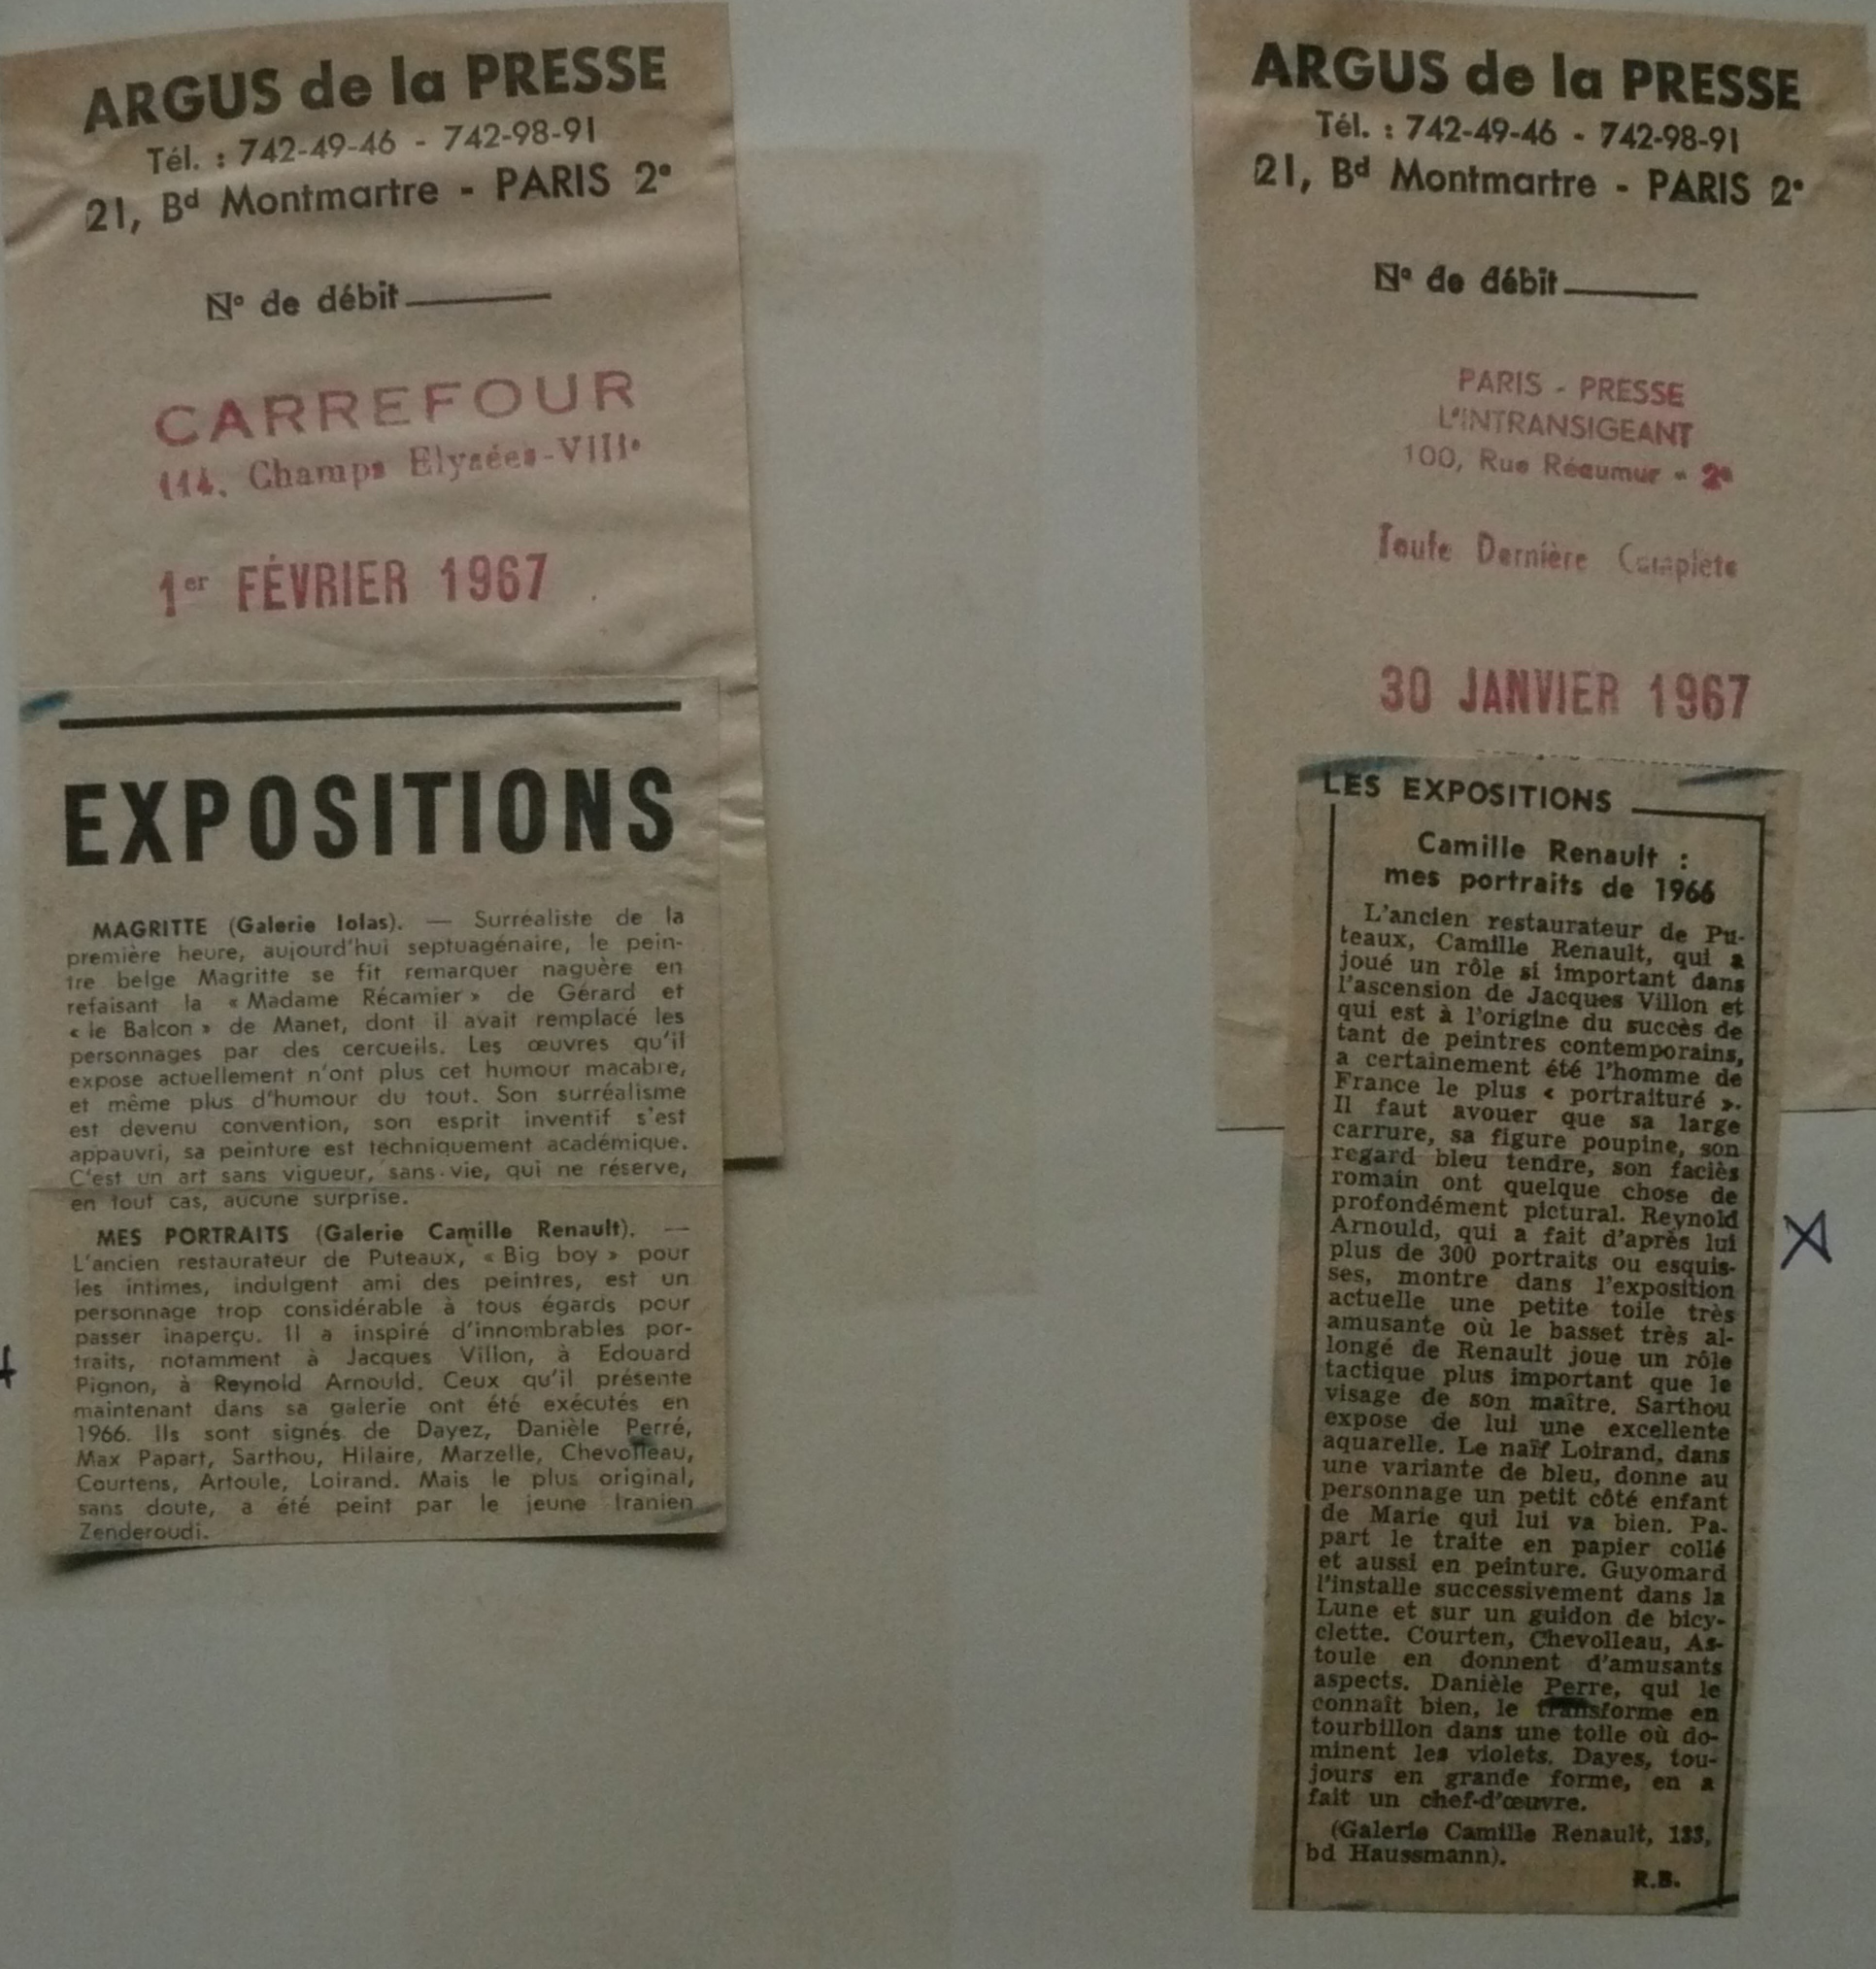 ARGUS de la PRESSE
Tél. : 742-49-46 - 742-98-91
21, Bd Montmartre - PARIS 2e
No de débit
CARREFOUR
114, Champs Elysées-VIIIe
1er FÉVRIER 1967
EXPOSITIONS
MAGRITTE (Galerie Iolas). — Surréaliste de la
première heure, aujourd'hui septuagénaire, le pein-
tre belge Magritte se fit remarquer naguère en
refaisant la « Madame Récamier » de Gérard et
« le Balcon » de Manet, dont il avait remplacé les
personnages par des cercueils. Les œuvres qu'il
expose actuellement n'ont plus cet humour macabre,
et même plus d'humour du tout. Son surréalisme
est devenu convention, son esprit inventif s'est
appauvri, sa peinture est techniquement académique.
C'est un art sans vigueur, sans vie, qui ne réserve,
en tout cas, aucune surprise.
MES PORTRAITS (Galerie Camille Renault). —
L'ancien restaurateur de Puteaux, « Big boy » pour
les intimes, indulgent ami des peintres, est un
personnage trop considérable à tous égards pour
passer inaperçu. Il a inspiré d'innombrables por-
traits, notamment à Jacques Villon, à Edouard
Pignon, à Reynold Arnould. Ceux qu'il présente
maintenant dans sa galerie ont été exécutés en
1966. Ils sont signés de Dayez, Danièle Perré,
Max Papart, Sarthou, Hilaire, Marzelle, Chevolleau,
Courtens, Artoule, Loirand. Mais le plus original,
sans doute, a été peint par le jeune Iranien
Zenderoudi.
ARGUS de la PRESSE
Tél. : 742-49-46 - 742-98-91
21, Bd Montmartre - PARIS 2e
No de débit
PARIS - PRESSE
L'INTRANSIGEANT
100, Rue Réaumur - 2e
Toute Dernière Complète
30 JANVIER 1967
LES EXPOSITIONS
Camille Renault :
mes portraits de 1966
L'ancien restaurateur de Pu-
teaux, Camille Renault, qui a
joué un rôle si important dans
l'ascension de Jacques Villon et
qui est à l'origine du succès de
tant de peintres contemporains,
a certainement été l'homme de
France le plus « portraituré ».
Il faut avouer que sa large
carrure, sa figure poupine, son
regard bleu tendre, son faciès
romain ont quelque chose de
profondément pictural. Reynold
Arnould, qui a fait d'après lui
plus de 300 portraits ou esquis-
ses, montre dans l'exposition
actuelle une petite toile très
amusante où le basset très al-
longé de Renault joue un rôle
tactique plus important que le
visage de son maître. Sarthou
expose de lui une excellente
aquarelle. Le naïf Loirand, dans
une variante de bleu, donne au
personnage un petit côté enfant
de Marie qui lui va bien. Pa-
part le traite en papier collé
et aussi en peinture. Guyomard
l'installe successivement dans la
Lune et sur un guidon de bicy-
clette. Courten, Chevolleau, As-
toule en donnent d'amusants
aspects. Danièle Perre, qui le
connaît bien, le transforme en
tourbillon dans une toile où do-
minent les violets. Dayes, tou-
jours en grande forme, en a
fait un chef-d'œuvre.
(Galerie Camille Renault, 133,
bd Haussmann).
R.B.